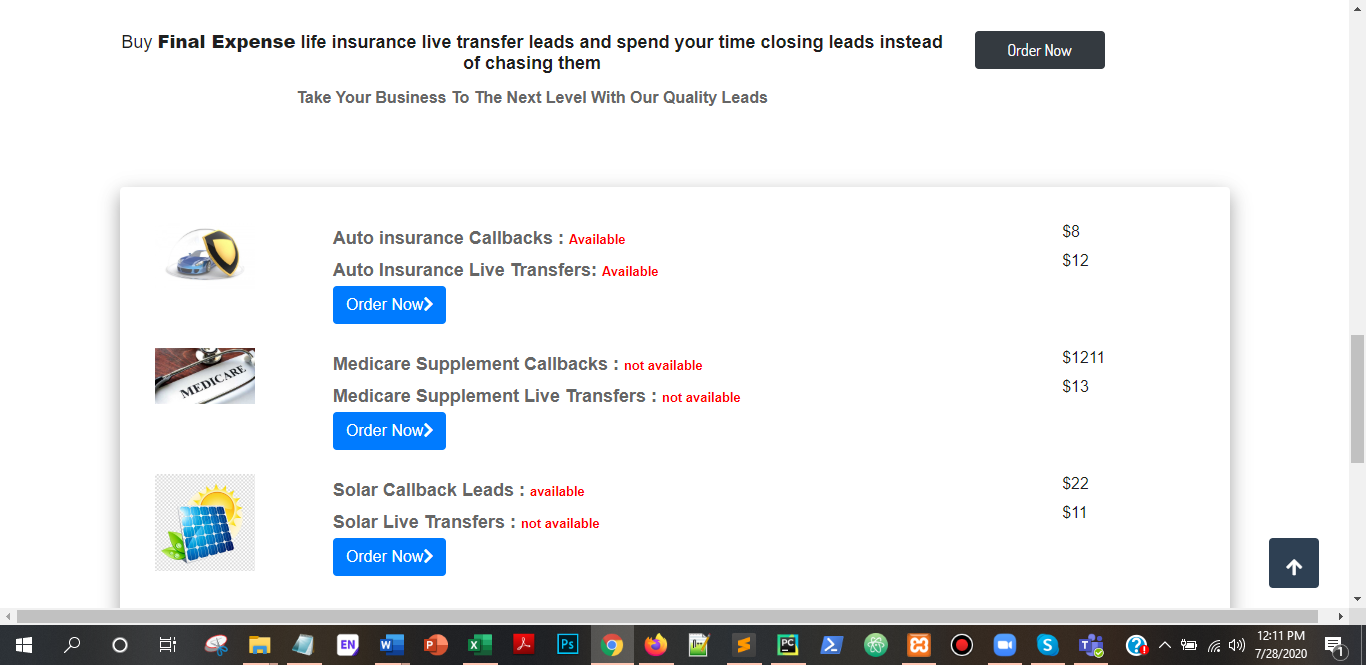 Buy Final Expense life insurance live transfer leads and spend your time closing leads instead
of chasing them
Order Now
Take Your Business To The Next Level With Our Quality Leads
Auto insurance Callbacks : Available
$8
Auto Insurance Live Transfers: Available
$12
Order Now
MEDICARE
Medicare Supplement Callbacks : not available
$1211
Medicare Supplement Live Transfers : not available
$13
Order Now
Solar Callback Leads : available
$22
Solar Live Transfers : not available
$11
Order Now
EN
W
P
X
Ps
PC
S
T
12:11 PM
7/28/2020
1